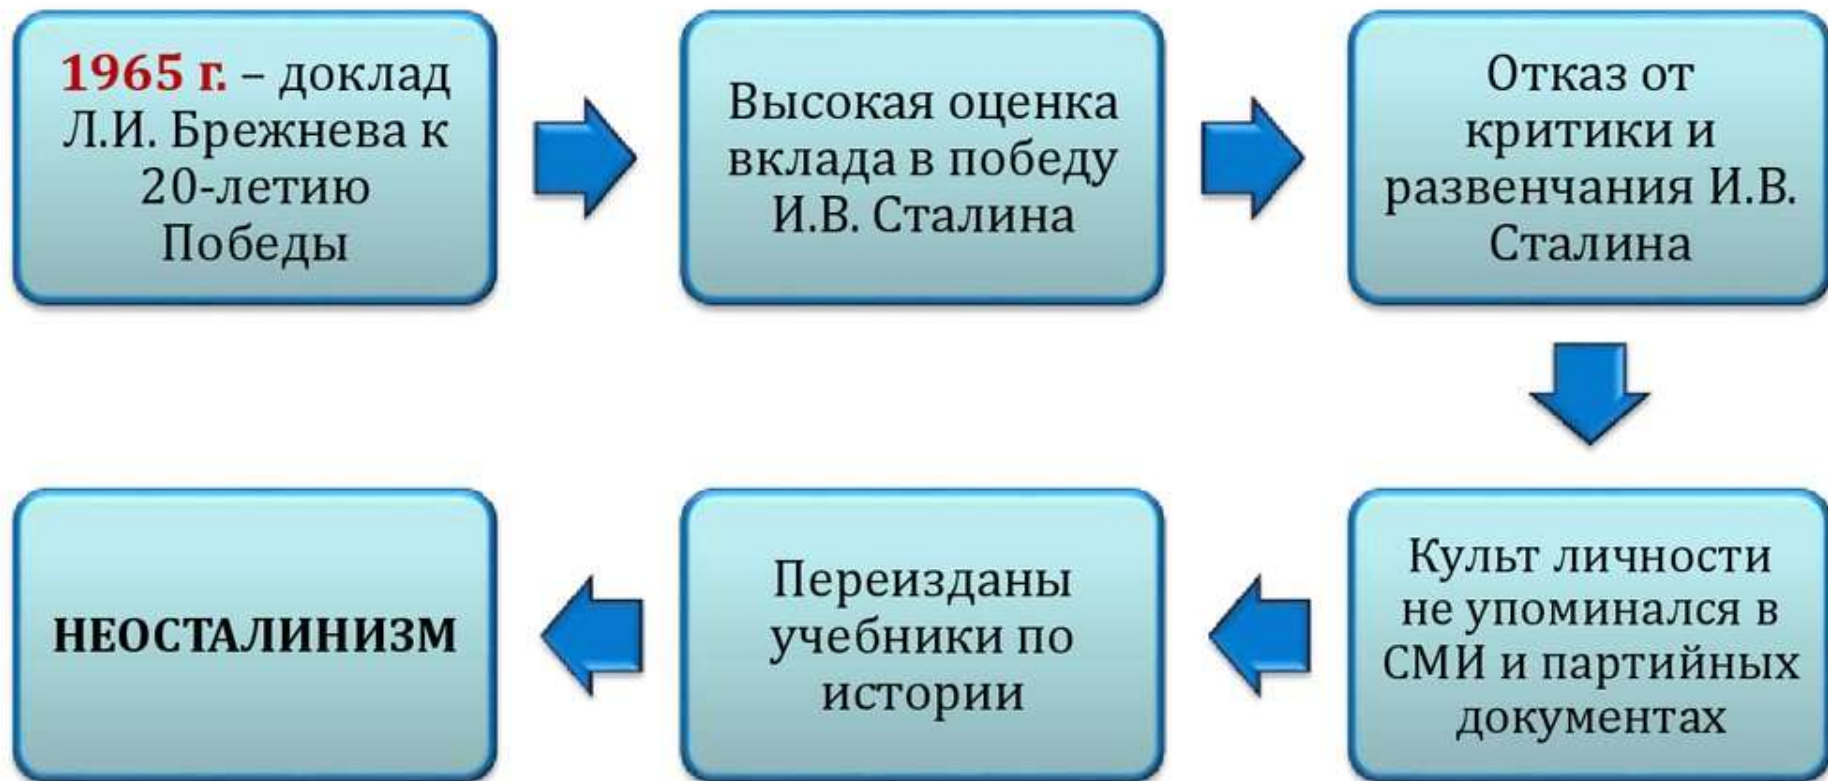 1965 г. – доклад
Л.И. Брежнева к
20-летию
Победы
Высокая оценка
вклада в победу
И.В. Сталина
Отказ от
критики и
развенчания И.В.
Сталина
Культ личности
не упоминался в
СМИ и партийных
документах
Переизданы
учебники по
истории
НЕОСТАЛИНИЗМ